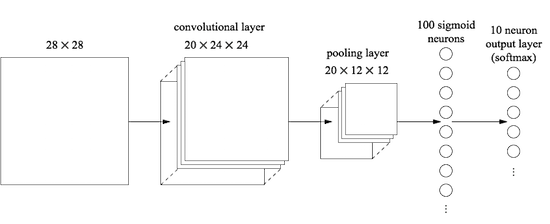 28 × 28
convolutional layer
20 × 24 × 24
pooling layer
20 × 12 × 12
100 sigmoid
neurons
10 neuron
output layer
(softmax)